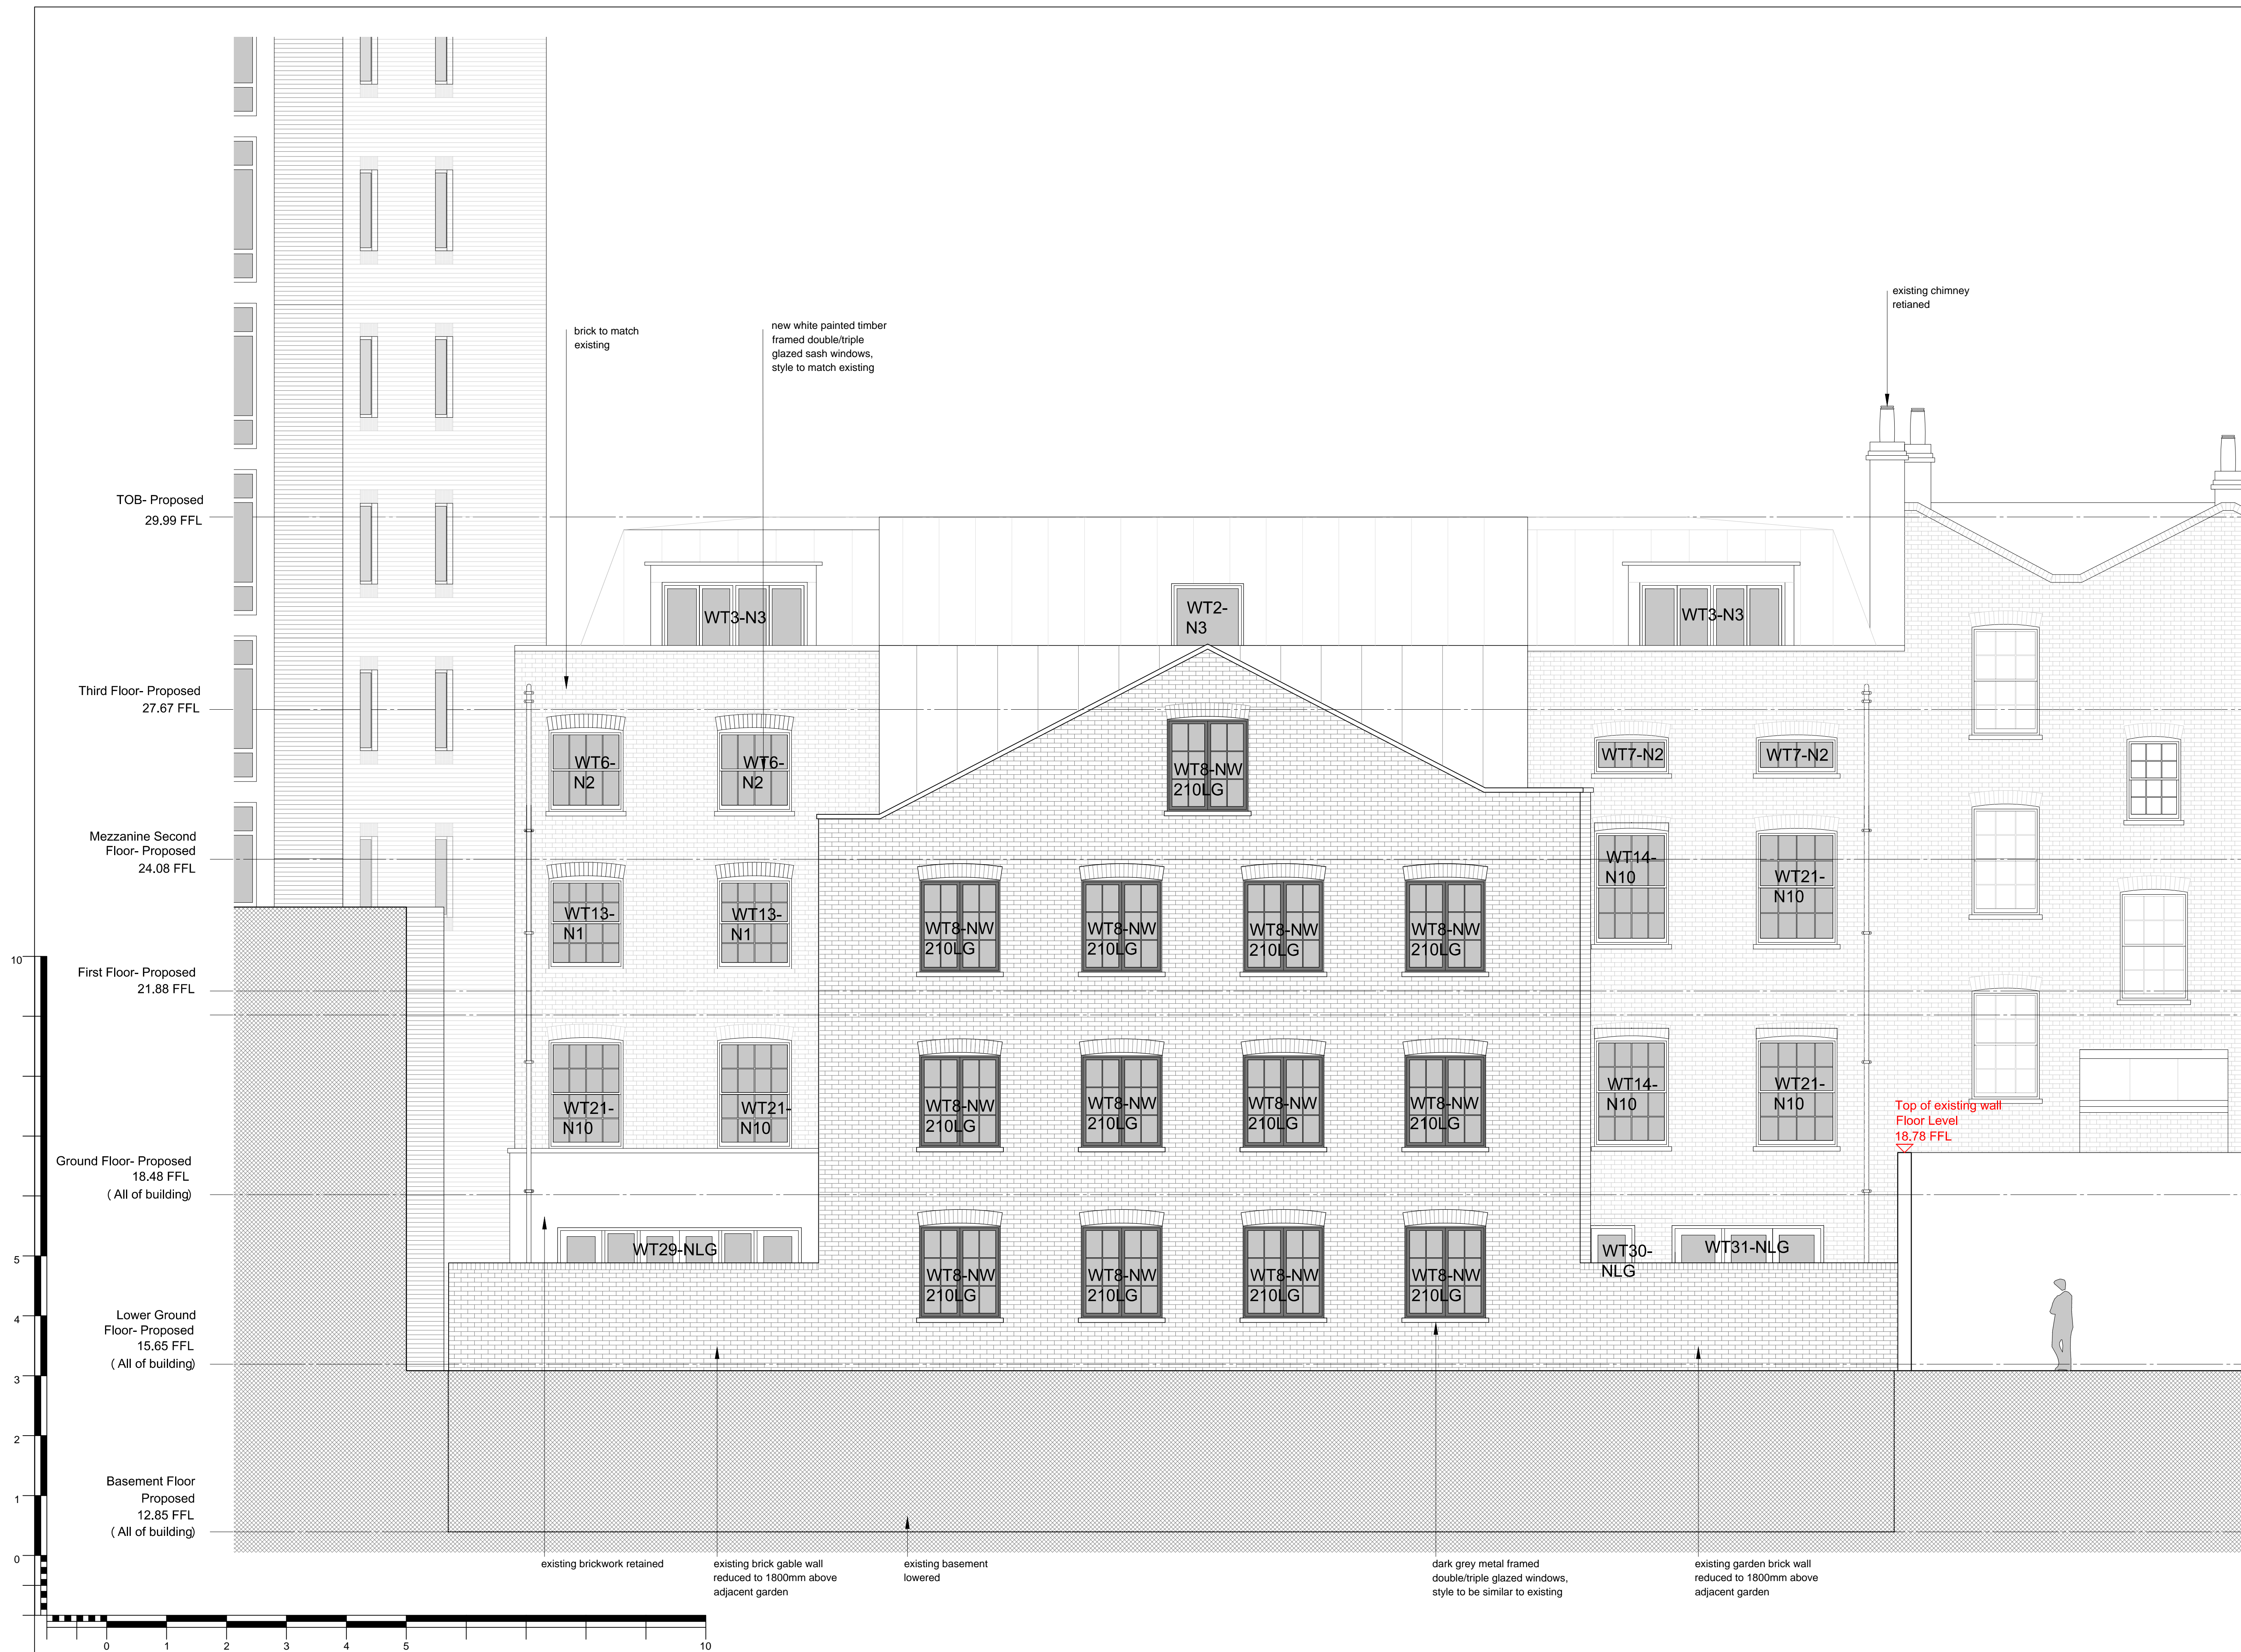 existing chimney
retianed
brick to match
existing
new white painted timber
framed double/triple
glazed sash windows,
style to match existing
TOB- Proposed
29.99 FFL
WT3-N3
WT2-
N3
WT3-N3
Third Floor- Proposed
27.67 FFL
WT6-
N2
WT6-
N2
WT8-NW
210LG
WT7-N2
WT7-N2
Mezzanine Second
Floor- Proposed
24.08 FFL
WT13-
N1
WT13-
N1
WT8-NW
210LG
WT8-NW
210LG
WT8-NW
210LG
WT8-NW
210LG
WT14-
N10
WT21-
N10
10
First Floor- Proposed
21.88 FFL
WT21-
N10
WT21-
N10
WT8-NW
210LG
WT8-NW
210LG
WT8-NW
210LG
WT8-NW
210LG
WT14-
N10
WT21-
N10
Top of existing wall
Floor Level
18.78 FFL
Ground Floor- Proposed
18.48 FFL
( All of building)
WT29-NLG
WT8-NW
210LG
WT8-NW
210LG
WT8-NW
210LG
WT8-NW
210LG
WT30-
NLG
WT31-NLG
5
Lower Ground
Floor- Proposed
15.65 FFL
( All of building)
4
3
2
Basement Floor
Proposed
12.85 FFL
( All of building)
1
0
existing brickwork retained
existing brick gable wall
reduced to 1800mm above
adjacent garden
existing basement
lowered
dark grey metal framed
double/triple glazed windows,
style to be similar to existing
existing garden brick wall
reduced to 1800mm above
adjacent garden
0 1 2 3 4 5 10